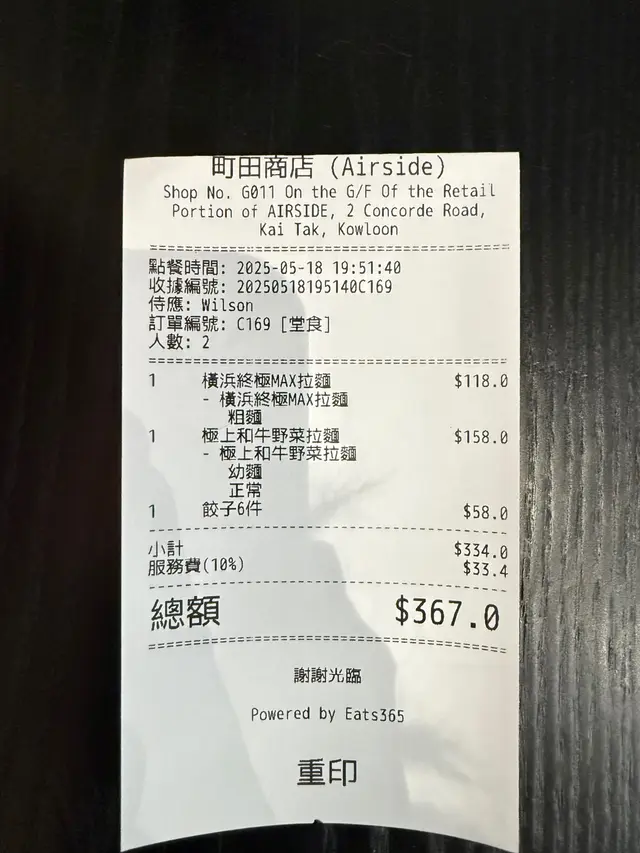 町田商店 (Airside)
Shop No. G011 On the G/F Of the Retail
Portion of AIRSIDE, 2 Concorde Road,
Kai Tak, Kowloon
點餐時間: 2025-05-18 19:51:40
收據編號: 20250518195140C169
侍應: Wilson
訂單編號: C169 [堂食]
人數: 2
1 橫浜終極MAX拉麵 $118.0
- 橫浜終極MAX拉麵
粗麵
1 極上和牛野菜拉麵 $158.0
- 極上和牛野菜拉麵
幼麵
正常
1 餃子6件 $58.0
小計 $334.0
服務費(10%) $33.4
總額 $367.0
謝謝光臨
Powered by Eats365
重印